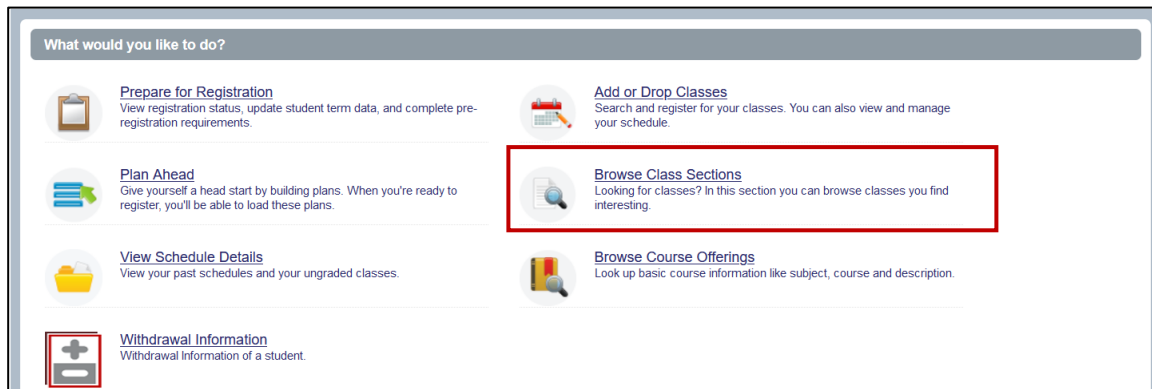 What would you like to do?
Prepare for Registration
View registration status, update student term data, and complete pre-
registration requirements.
Add or Drop Classes
Search and register for your classes. You can also view and manage
your schedule.
Plan Ahead
Give yourself a head start by building plans. When you're ready to
register, you'll be able to load these plans.
Browse Class Sections
Looking for classes? In this section you can browse classes you find
interesting.
View Schedule Details
View your past schedules and your ungraded classes.
Browse Course Offerings
Look up basic course information like subject, course and description.
Withdrawal Information
Withdrawal Information of a student.